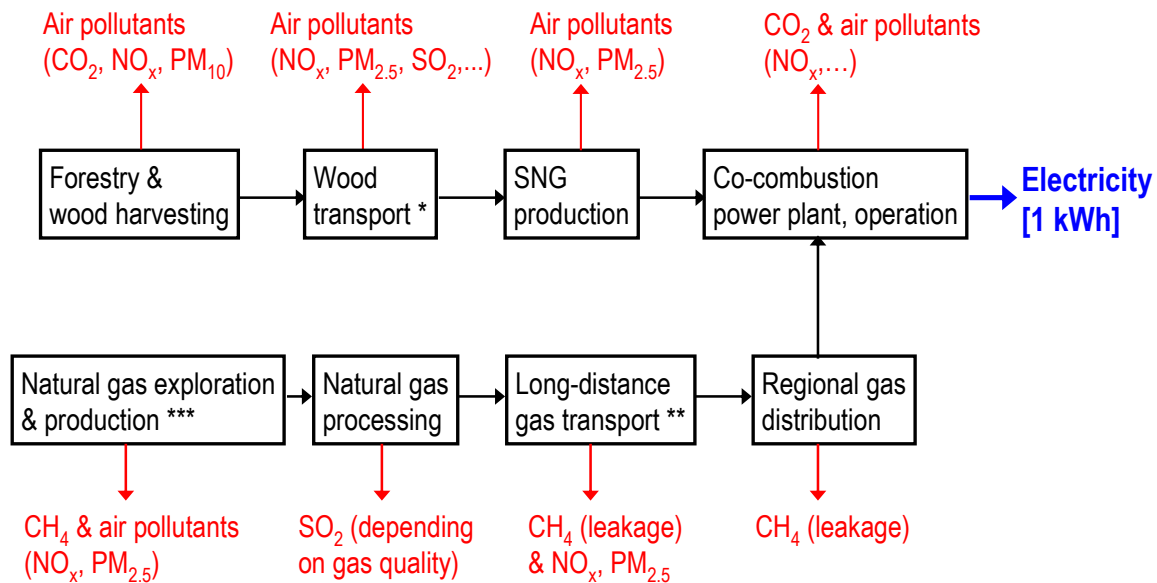 Air pollutants
(CO₂, NOₓ, PM₁₀)
Air pollutants
(NOₓ, PM₂.₅, SO₂,...)
Air pollutants
(NOₓ, PM₂.₅)
CO₂ & air pollutants
(NOₓ,…)
Forestry &
wood harvesting
Wood
transport *
SNG
production
Co-combustion
power plant, operation
Electricity
[1 kWh]
Natural gas exploration
& production ***
Natural gas
processing
Long-distance
gas transport **
Regional gas
distribution
CH₄ & air pollutants
(NOₓ, PM₂.₅)
SO₂ (depending
on gas quality)
CH₄ (leakage)
& NOₓ, PM₂.₅
CH₄ (leakage)